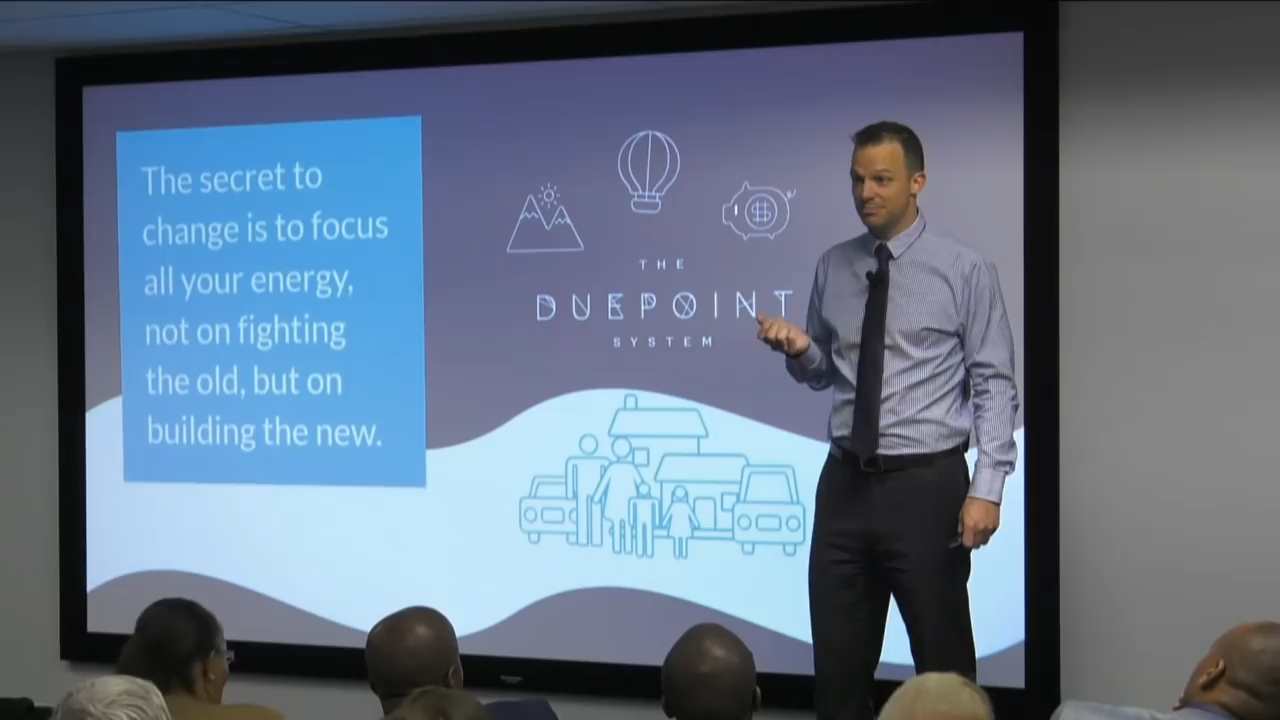 The secret to
change is to focus
all your energy,
not on fighting
the old, but on
building the new.
$
THE
DUEPOINT
SYSTEM